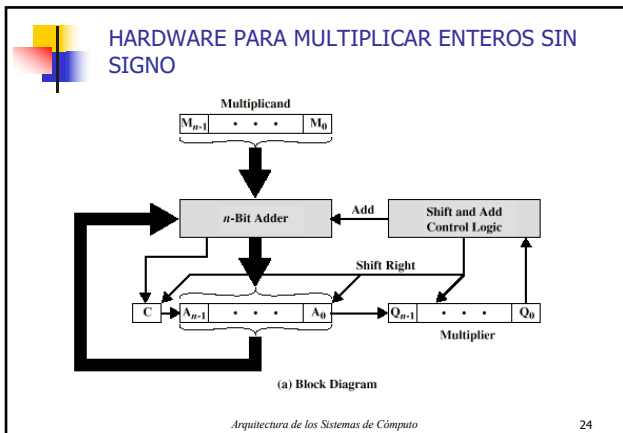 HARDWARE PARA MULTIPLICAR ENTEROS SIN
SIGNO
Multiplicand
Mn-1 • • • M0
n-Bit Adder
Add
Shift and Add
Control Logic
Shift Right
C
An-1 • • • A0
Qn-1 • • • Q0
Multiplier
(a) Block Diagram
Arquitectura de los Sistemas de Cómputo
24